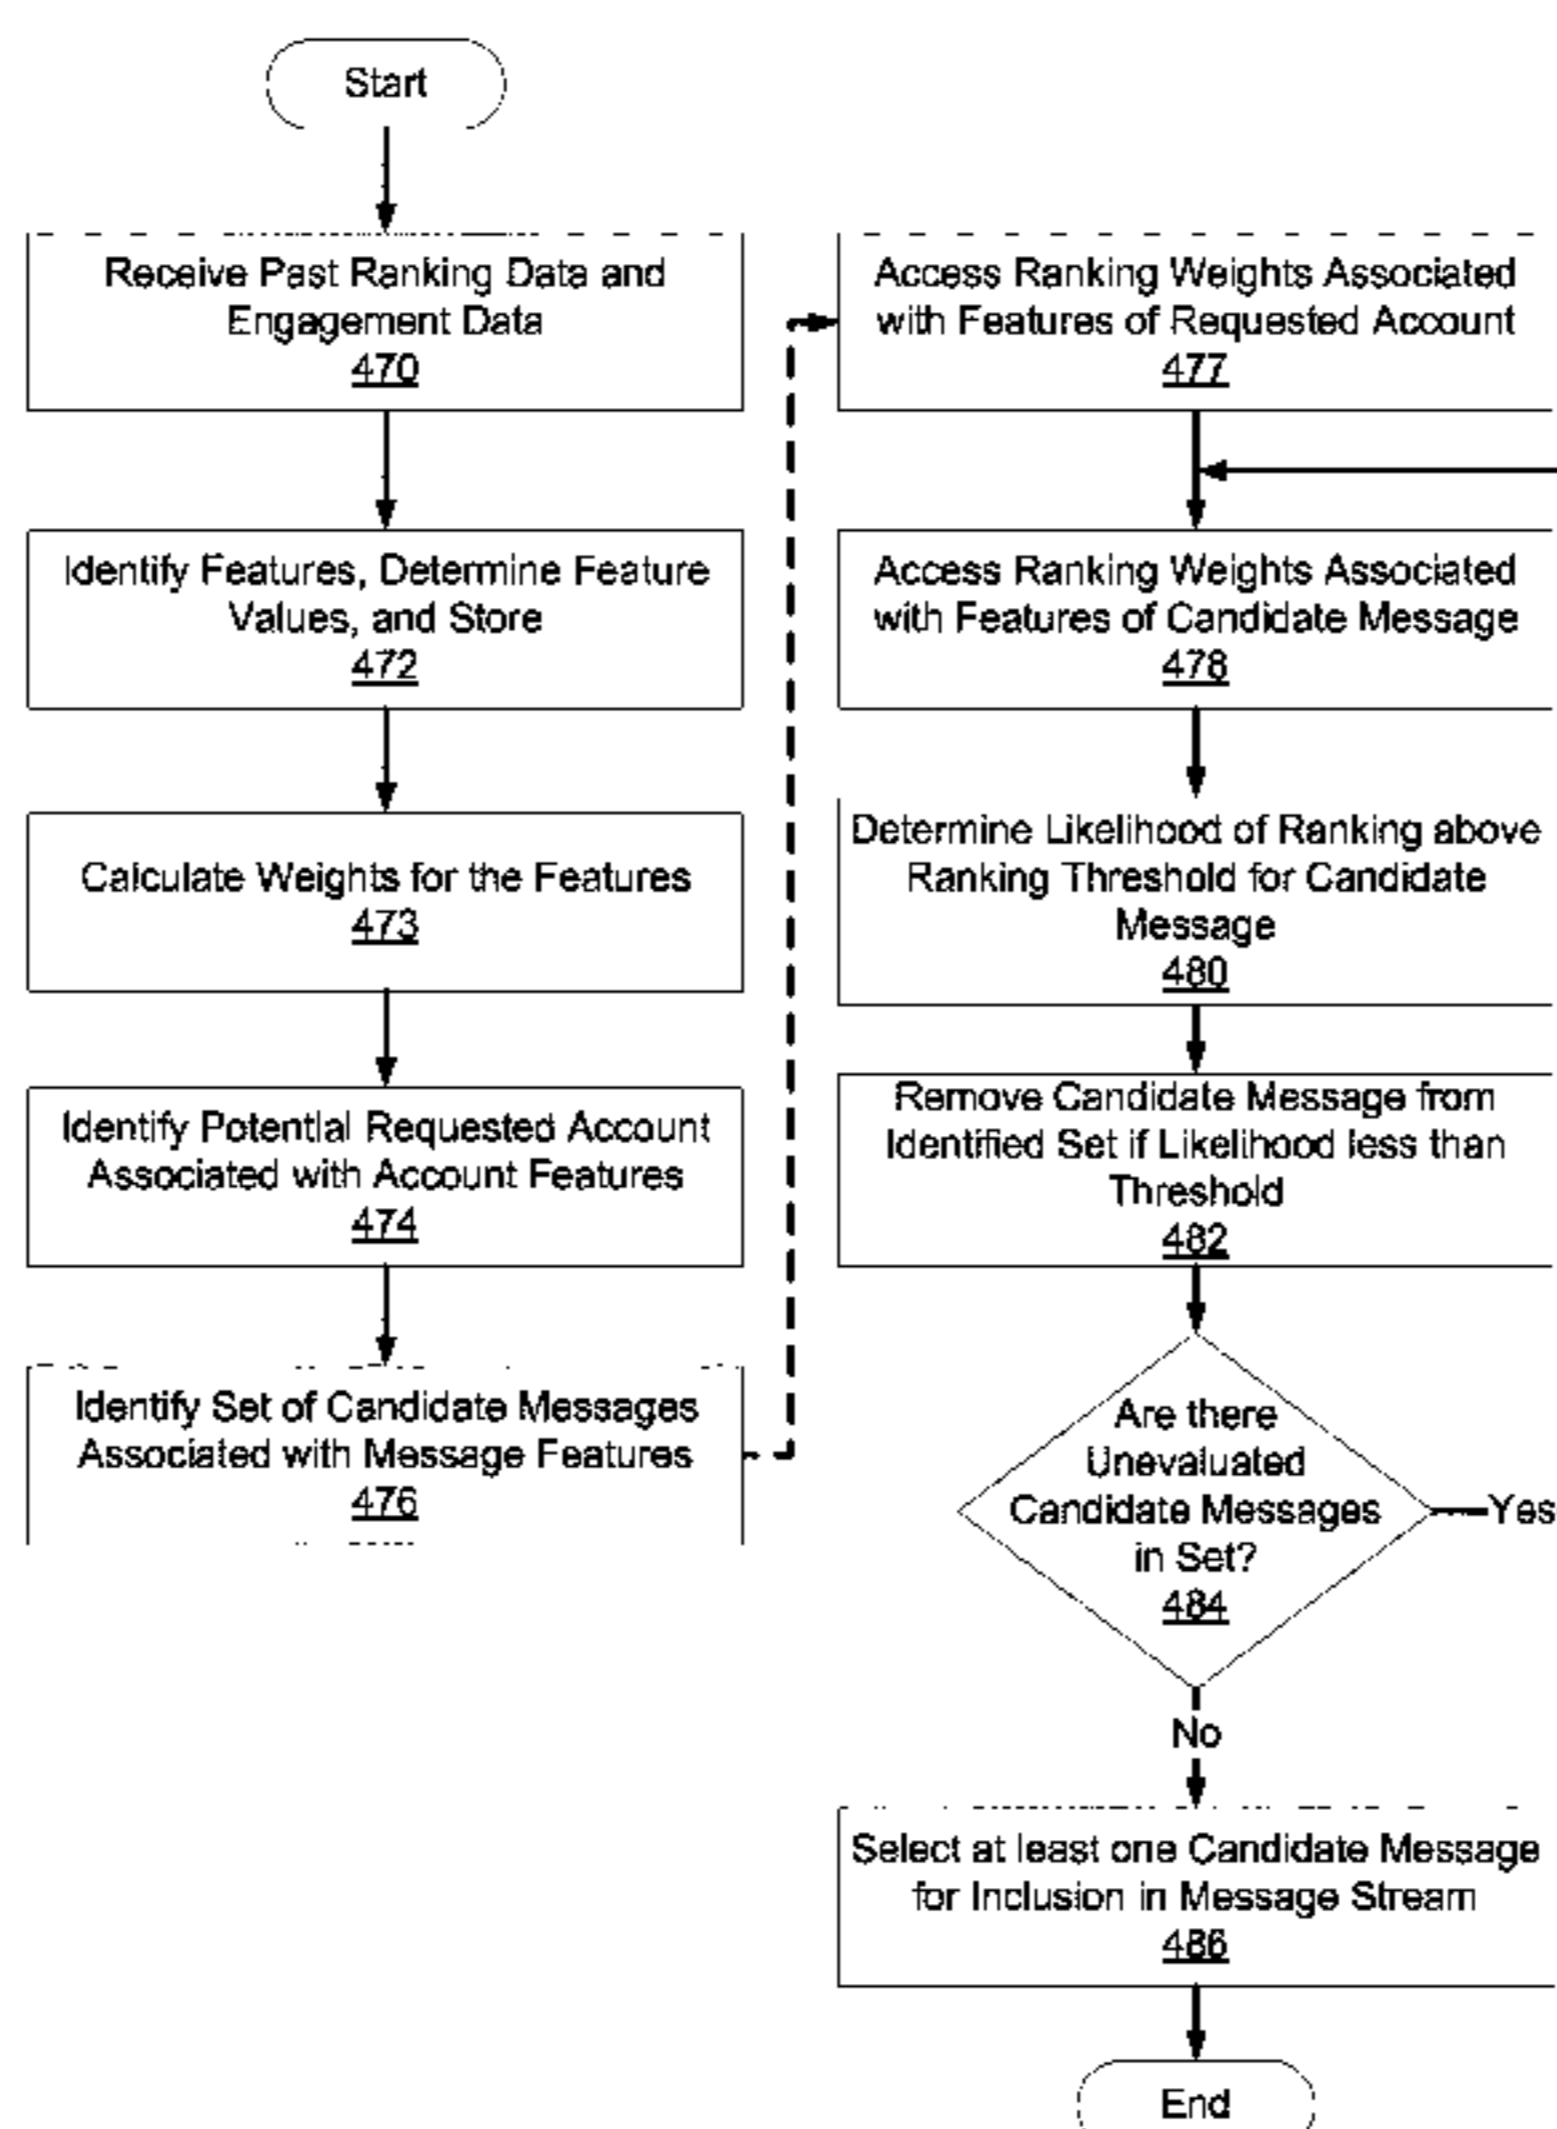 Start
Receive Past Ranking Data and
Engagement Data
470
Identify Features, Determine Feature
Values, and Store
472
Calculate Weights for the Features
473
Identify Potential Requested Account
Associated with Account Features
474
Identify Set of Candidate Messages
Associated with Message Features
476
Access Ranking Weights Associated
with Features of Requested Account
477
Access Ranking Weights Associated
with Features of Candidate Message
478
Determine Likelihood of Ranking above
Ranking Threshold for Candidate
Message
480
Remove Candidate Message from
Identified Set if Likelihood less than
Threshold
482
Are there
Unevaluated
Candidate Messages
in Set?
484
Yes
No
Select at least one Candidate Message
for Inclusion in Message Stream
486
End